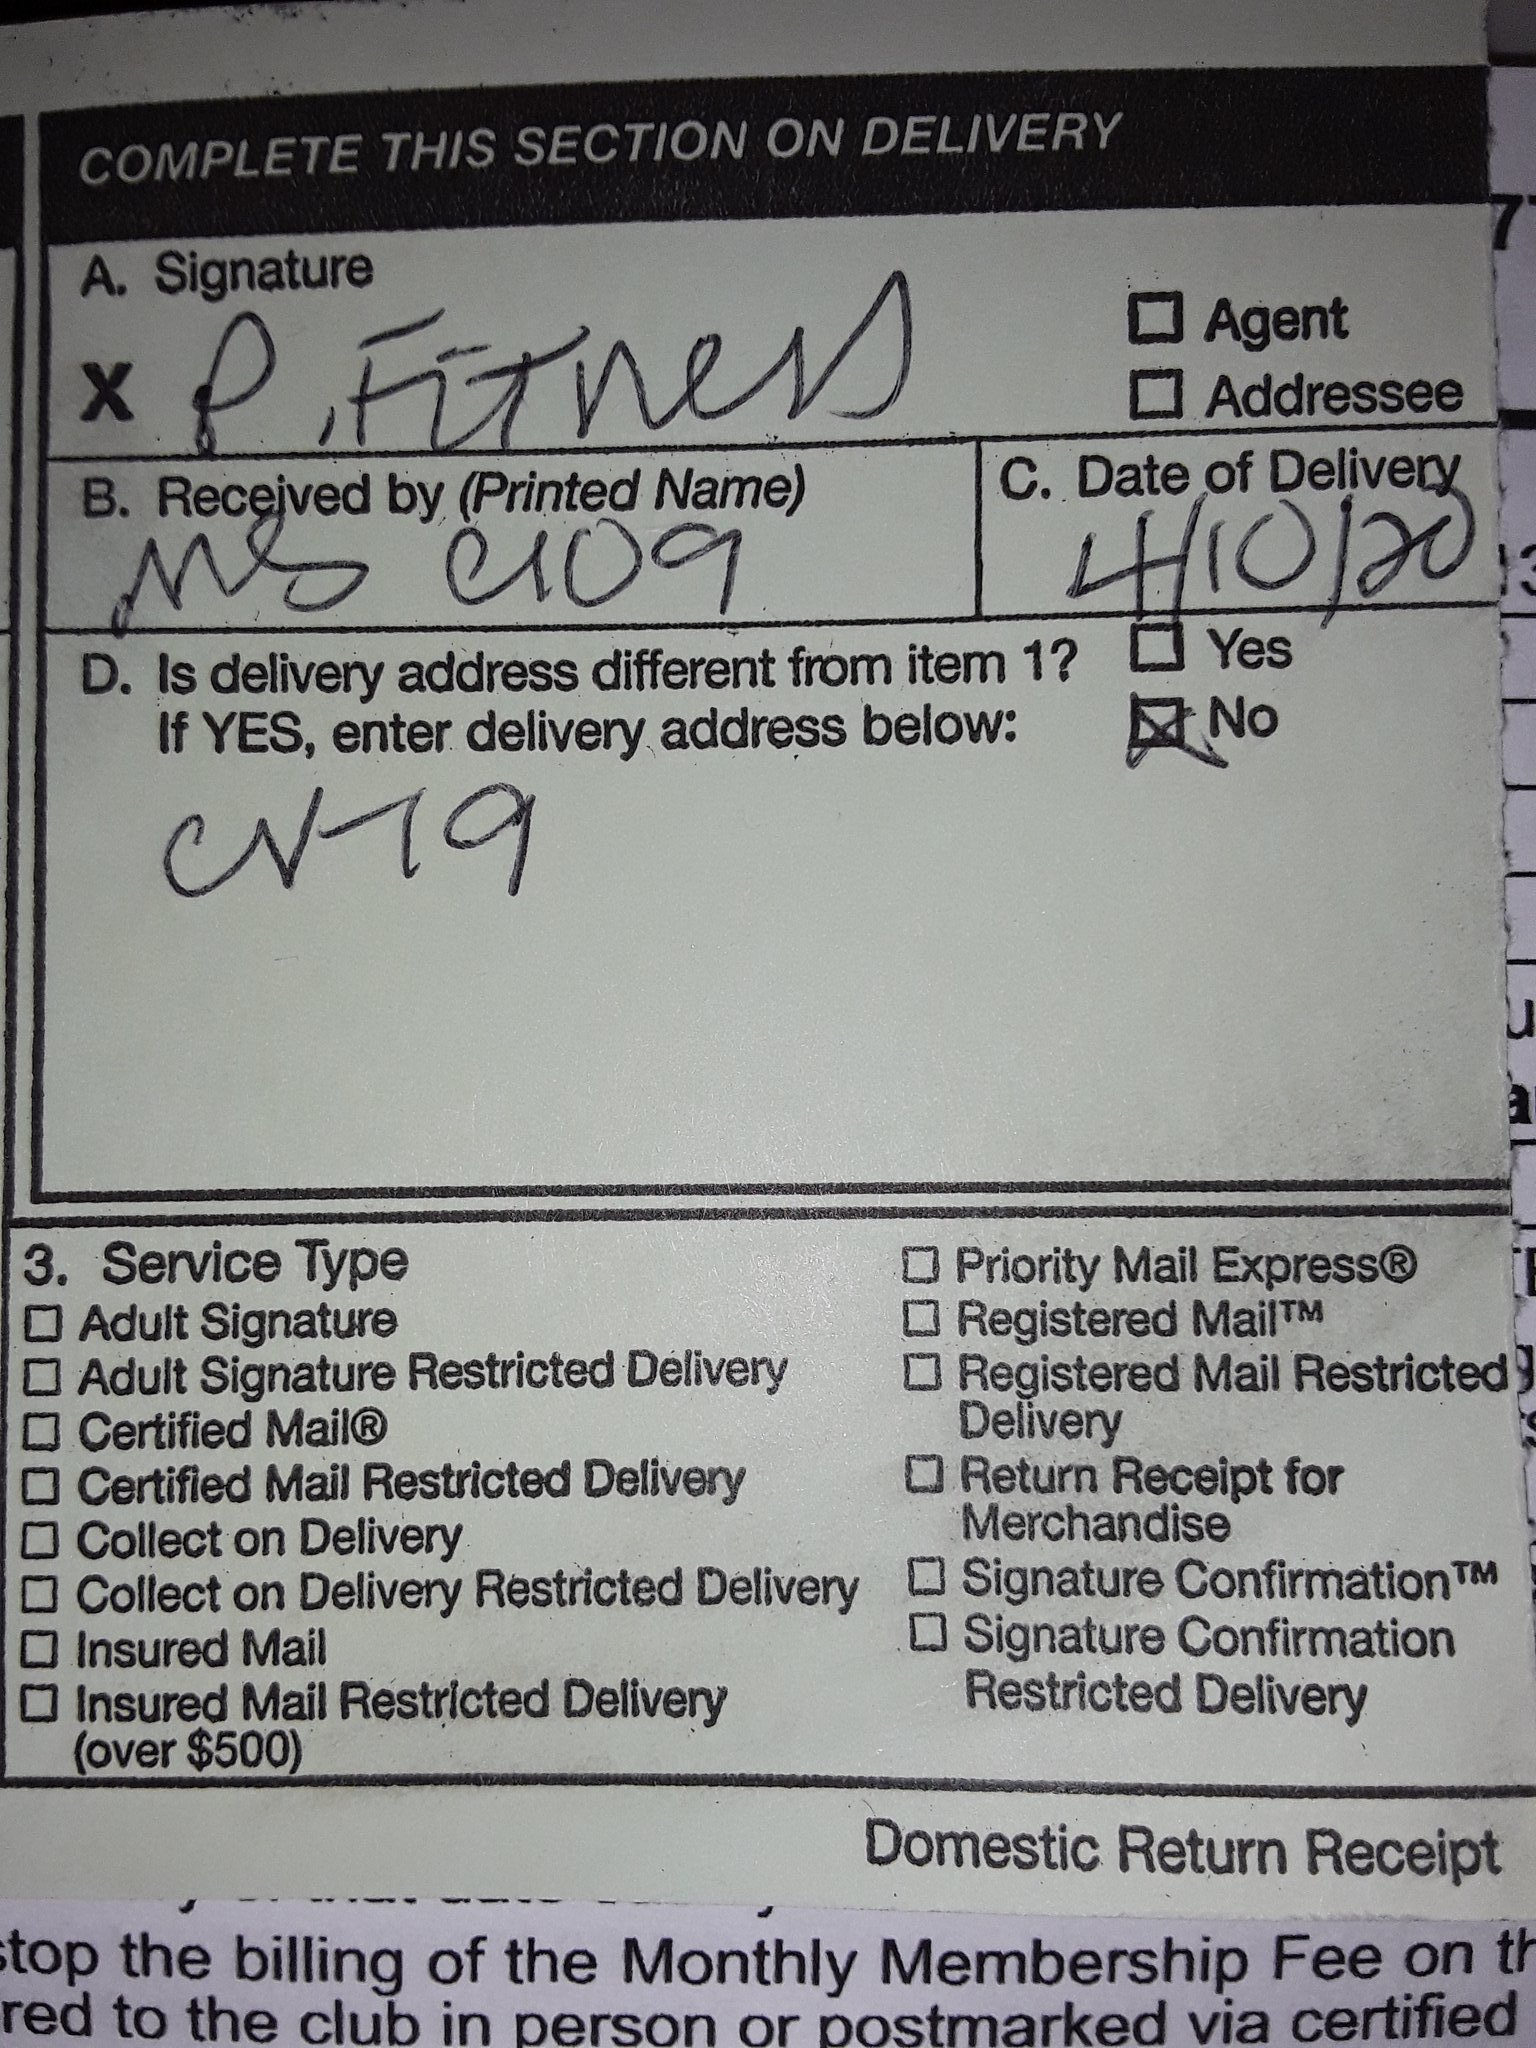 COMPLETE THIS SECTION ON DELIVERY
A. Signature
X P. Fitness
Agent
Addressee
B. Received by (Printed Name)
C109
C. Date of Delivery
4/10/20
D. Is delivery address different from item 1?
If YES, enter delivery address below:
Yes
No
CV-19
3. Service Type
Adult Signature
Adult Signature Restricted Delivery
Certified Mail®
Certified Mail Restricted Delivery
Collect on Delivery
Collect on Delivery Restricted Delivery
Insured Mail
Insured Mail Restricted Delivery
(over $500)
Priority Mail Express®
Registered Mail™
Registered Mail Restricted
Delivery
Return Receipt for
Merchandise
Signature Confirmation™
Signature Confirmation
Restricted Delivery
Domestic Return Receipt
stop the billing of the Monthly Membership Fee on th
red to the club in person or postmarked via certified